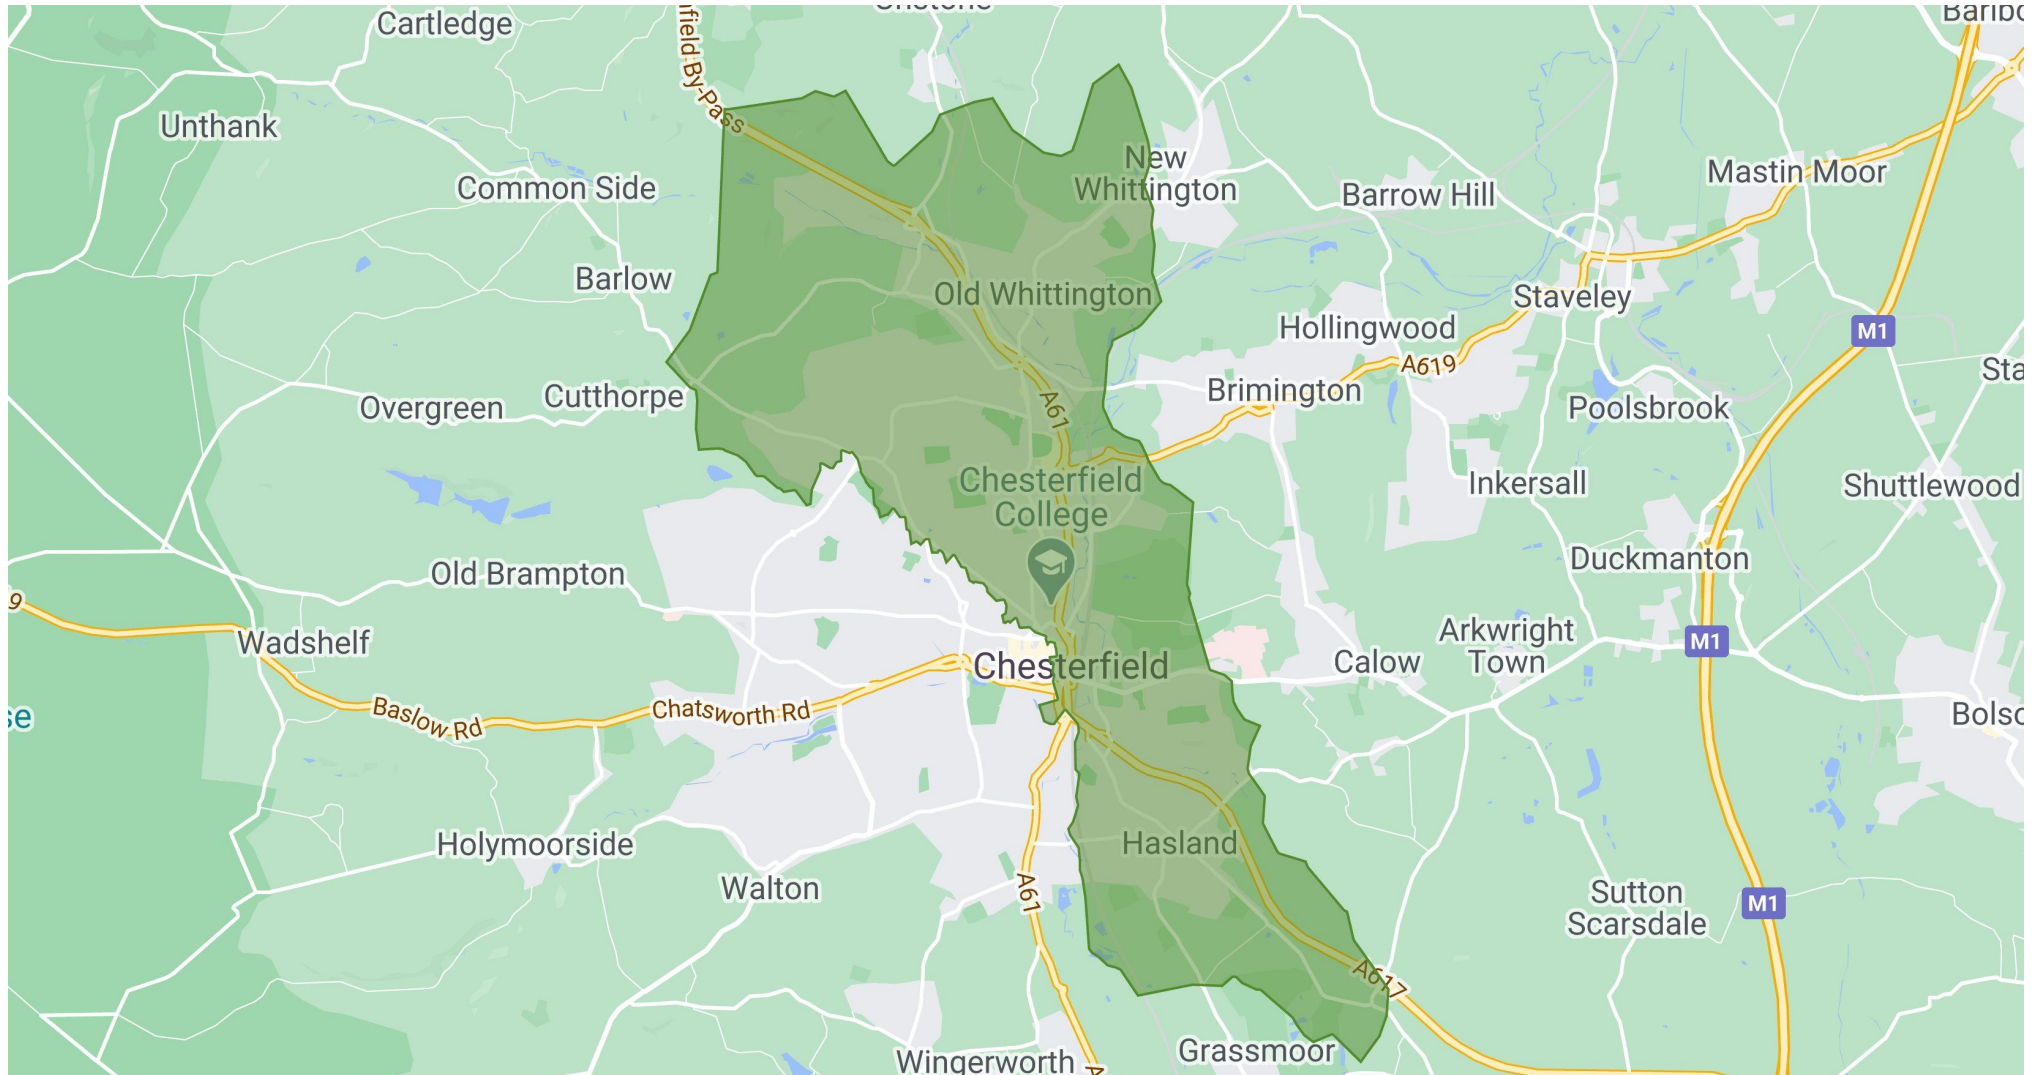 Cartledge
field By-Pass
Unthank
Common Side
New
Whittington
Barrow Hill
Mastin Moor
Barlow
Old Whittington
Staveley
Hollingwood
M1
A619
Cutthorpe
Overgreen
A61
Brimington
Poolsbrook
Chesterfield
College
Inkersall
Shuttlewood
Old Brampton
Duckmanton
9
Wadshelf
Arkwright
Town
M1
Chesterfield
Calow
se
Baslow Rd
Chatsworth Rd
Holymoorside
Hasland
Walton
A61
Sutton
Scarsdale
M1
A617
Grassmoor
Wingerworth